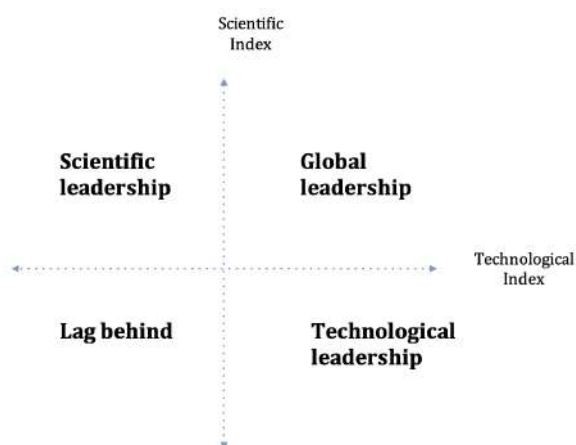 Scientific
Index
Scientific
leadership
Global
leadership
Technological
Index
Lag behind
Technological
leadership